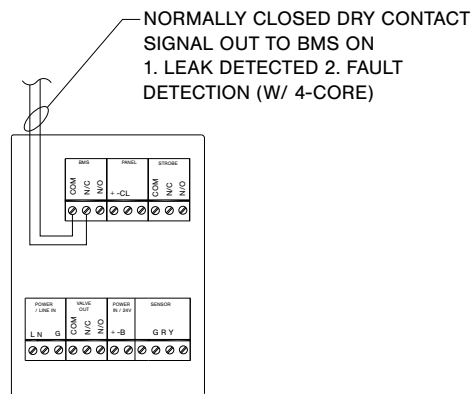 NORMALLY CLOSED DRY CONTACT
SIGNAL OUT TO BMS ON
1. LEAK DETECTED 2. FAULT
DETECTION (W/ 4-CORE)
BMS PANEL STROBE
COM N/C N/O + -CL COM N/C N/O
POWER / LINE IN VALVE OUT POWER IN / 24V SENSOR
L N G COM N/C N/O + -B G R Y